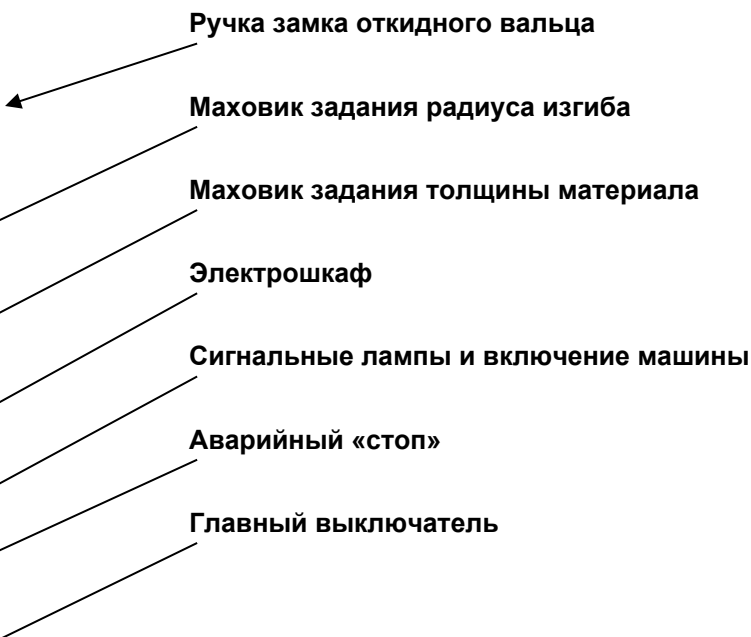 Ручка замка откидного вальца
Маховик задания радиуса изгиба
Маховик задания толщины материала
Электрошкаф
Сигнальные лампы и включение машины
Аварийный «стоп»
Главный выключатель